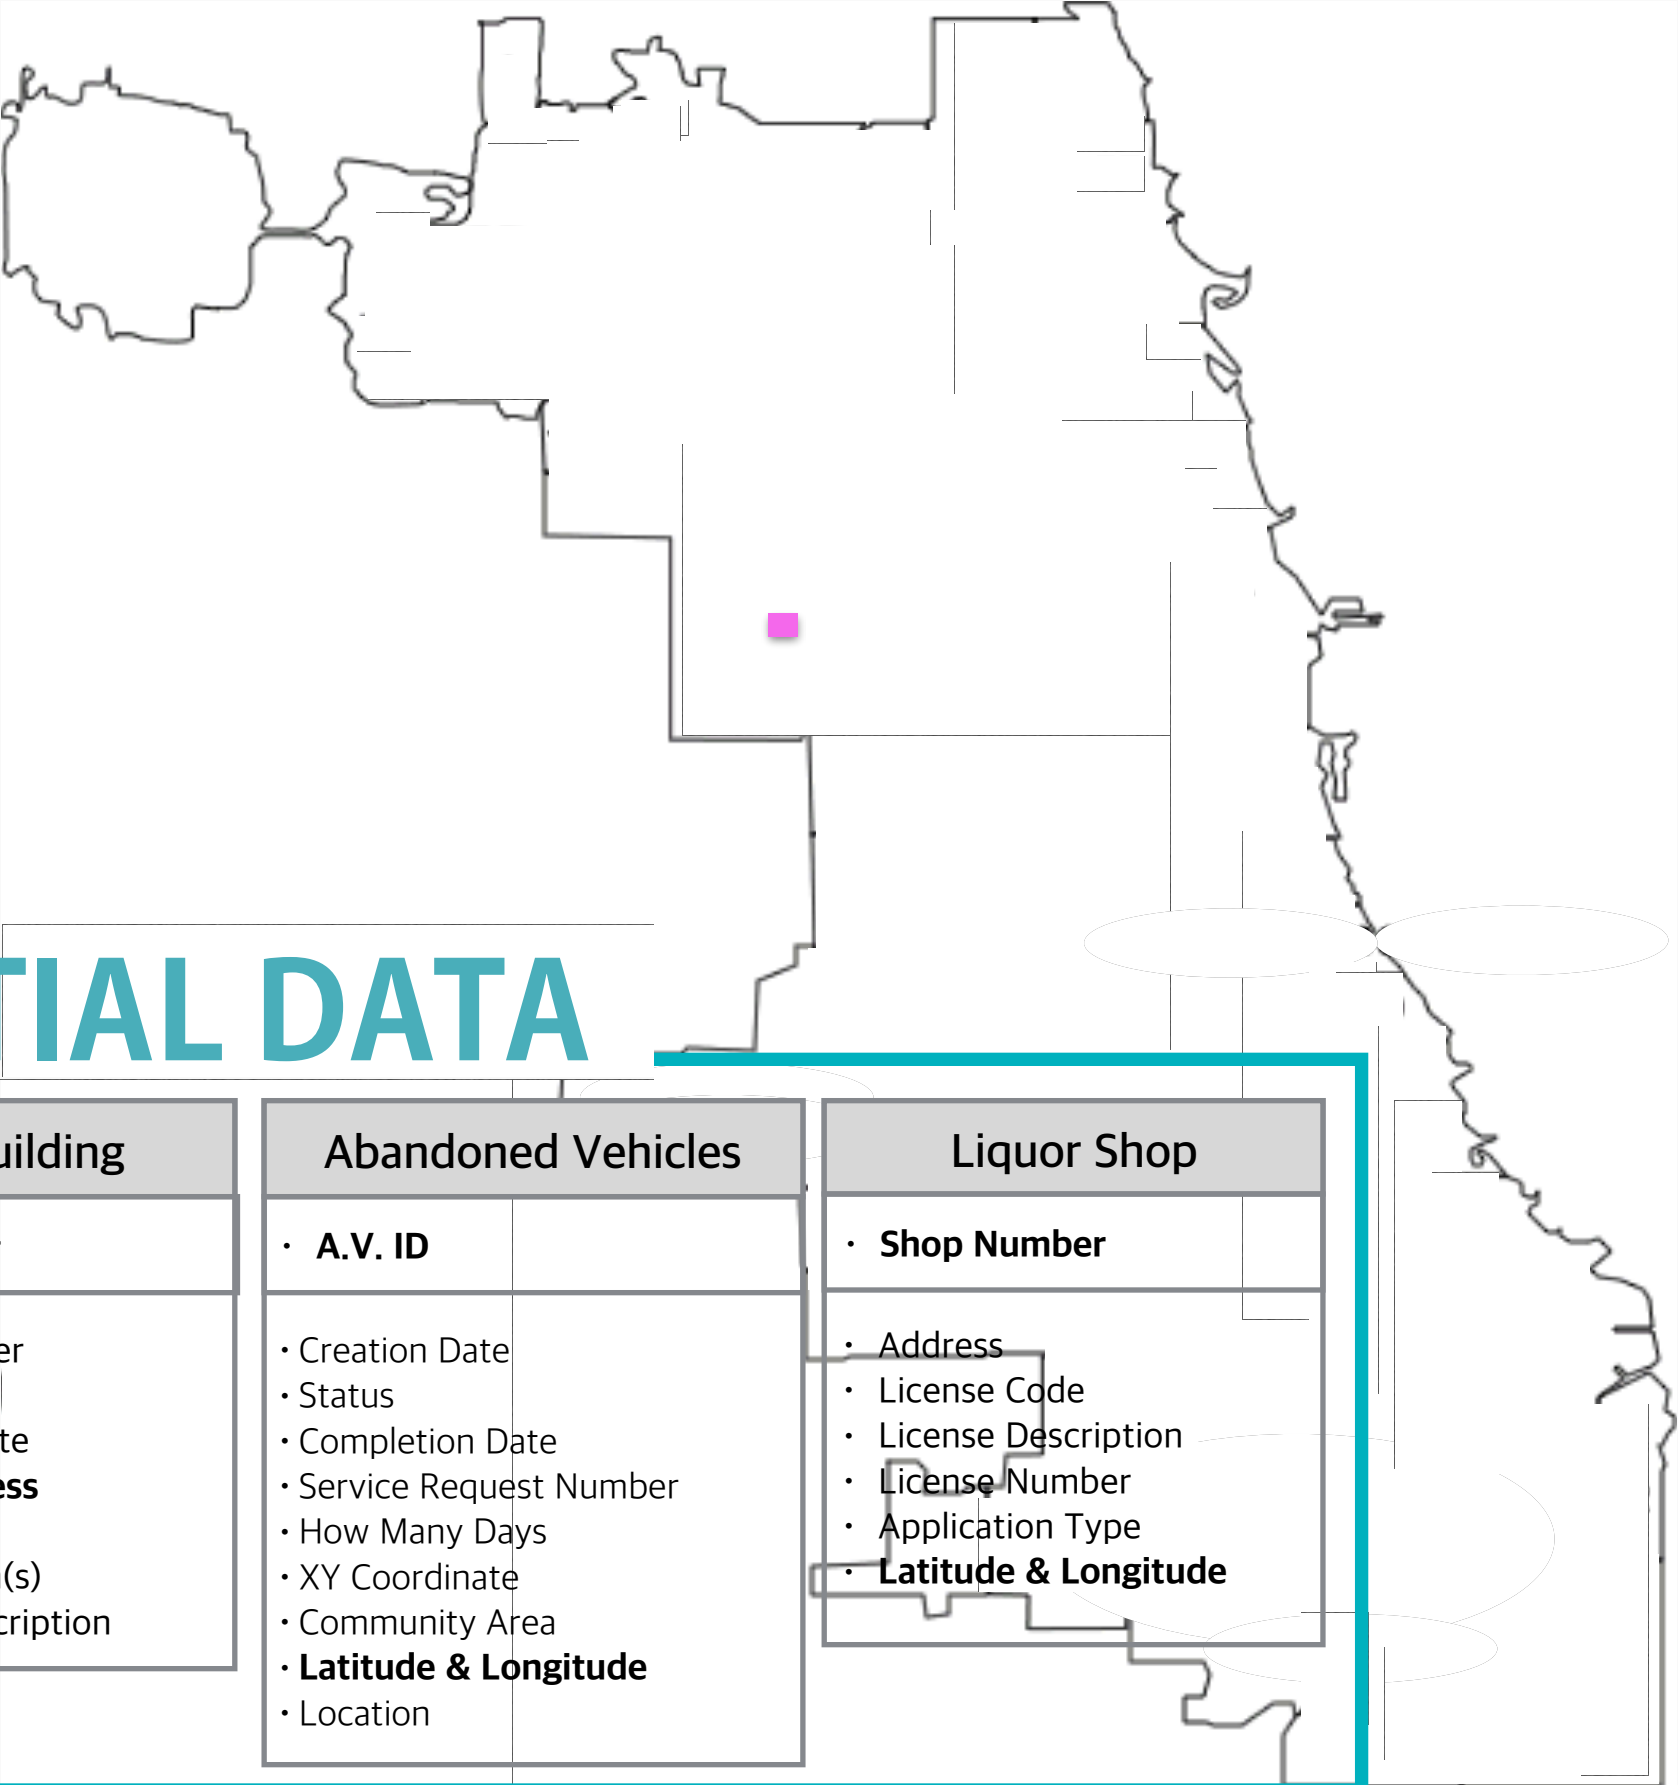 TIAL DATA
uilding
er
te
ess
(s)
cription
Abandoned Vehicles
· A.V. ID
· Creation Date
· Status
· Completion Date
· Service Request Number
· How Many Days
· XY Coordinate
· Community Area
· Latitude & Longitude
· Location
Liquor Shop
· Shop Number
· Address
· License Code
· License Description
· License Number
· Application Type
· Latitude & Longitude